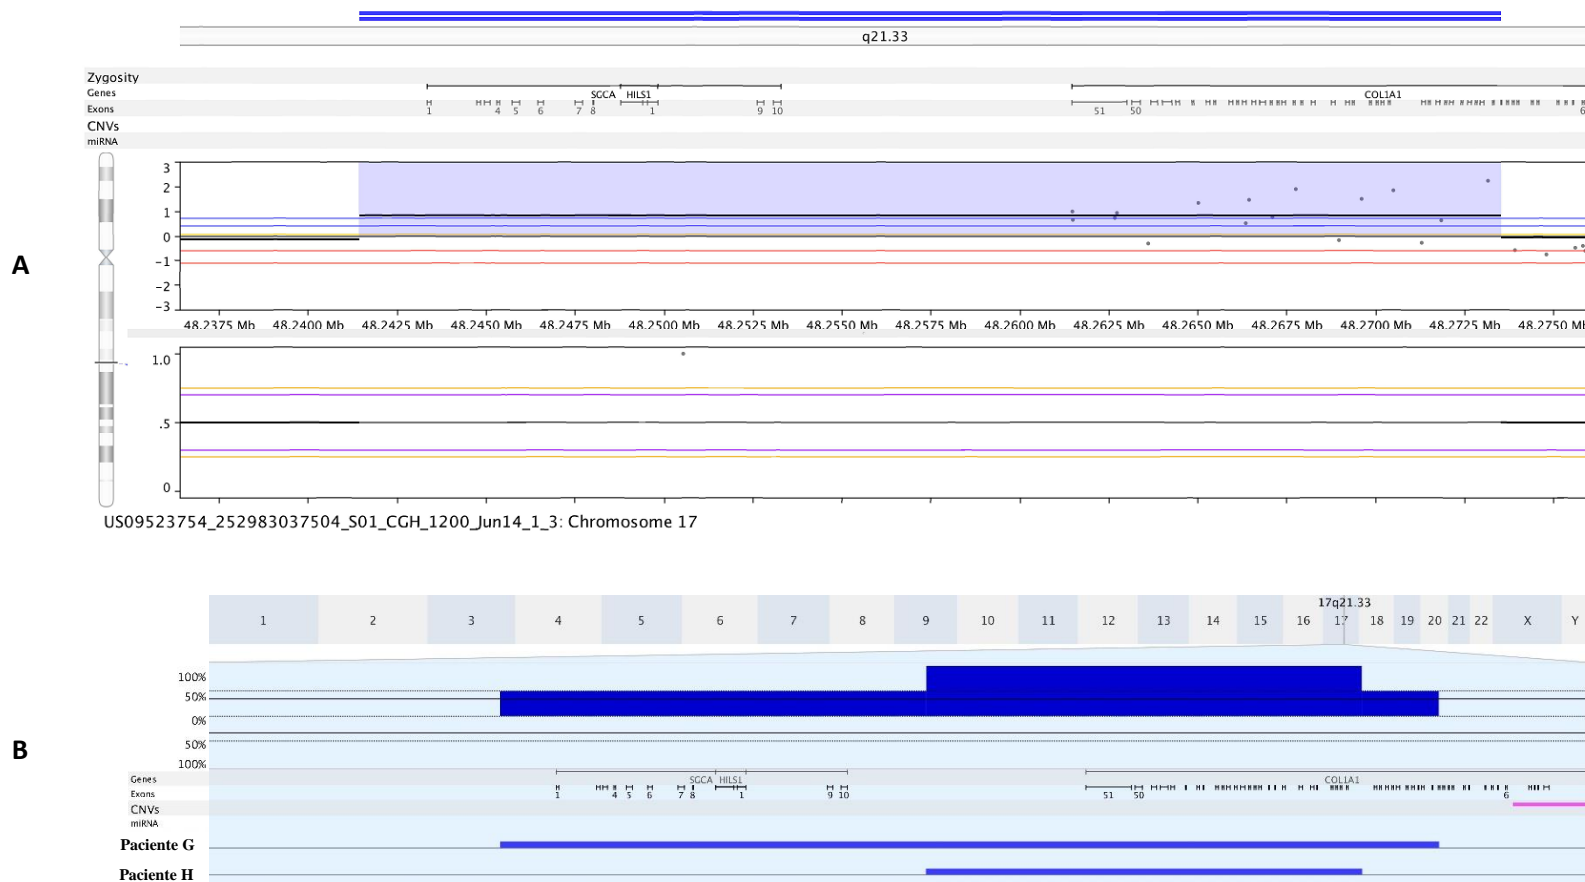 q21.33
Zygosity
Genes SGCA HILS1 COL1A1
Exons 1 4 5 6 7 8 1 9 10 51 50 6
CNVs
miRNA
A
3
2
1
0
-1
-2
-3
48.2375 Mb 48.2400 Mb 48.2425 Mb 48.2450 Mb 48.2475 Mb 48.2500 Mb 48.2525 Mb 48.2550 Mb 48.2575 Mb 48.2600 Mb 48.2625 Mb 48.2650 Mb 48.2675 Mb 48.2700 Mb 48.2725 Mb 48.2750 Mb
1.0
.5
0
US09523754_252983037504_S01_CGH_1200_Jun14_1_3: Chromosome 17
17q21.33
1 2 3 4 5 6 7 8 9 10 11 12 13 14 15 16 17 18 19 20 21 22 X Y
100%
50%
0%
50%
100%
B
Genes SGCA HILS1 COL1A1
Exons 1 4 5 6 7 8 1 9 10 51 50 6
CNVs
miRNA
Paciente G
Paciente H